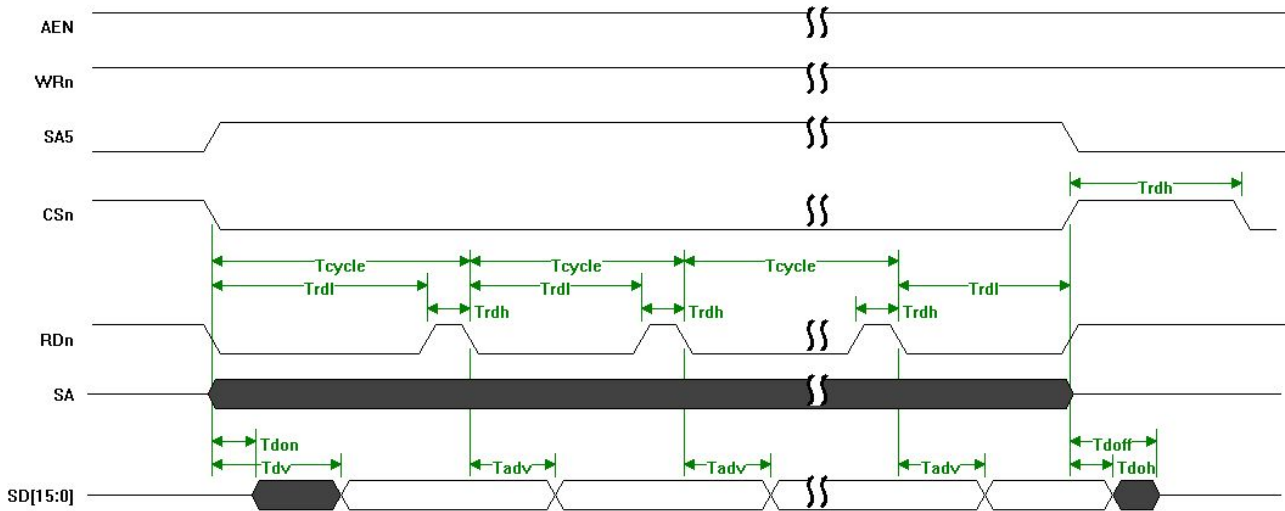 AEN
WRn
SA5
Trdh
CSn
Tcycle Tcycle Tcycle
Trdl Trdl Trdl
Trdh Trdh Trdh
RDn
SA
Tdon Tdoff
Tdv Tadv Tadv Tadv Tdoh
SD[15:0]